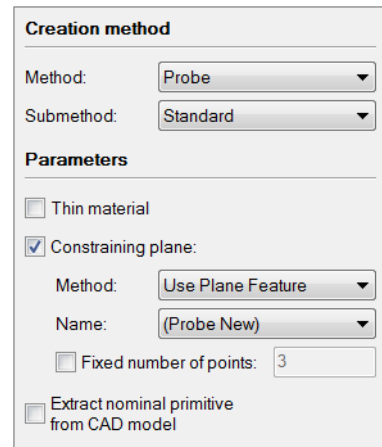 Creation method
Method: Probe
Submethod: Standard
Parameters
Thin material
Constraining plane:
Method: Use Plane Feature
Name: (Probe New)
Fixed number of points: 3
Extract nominal primitive
from CAD model